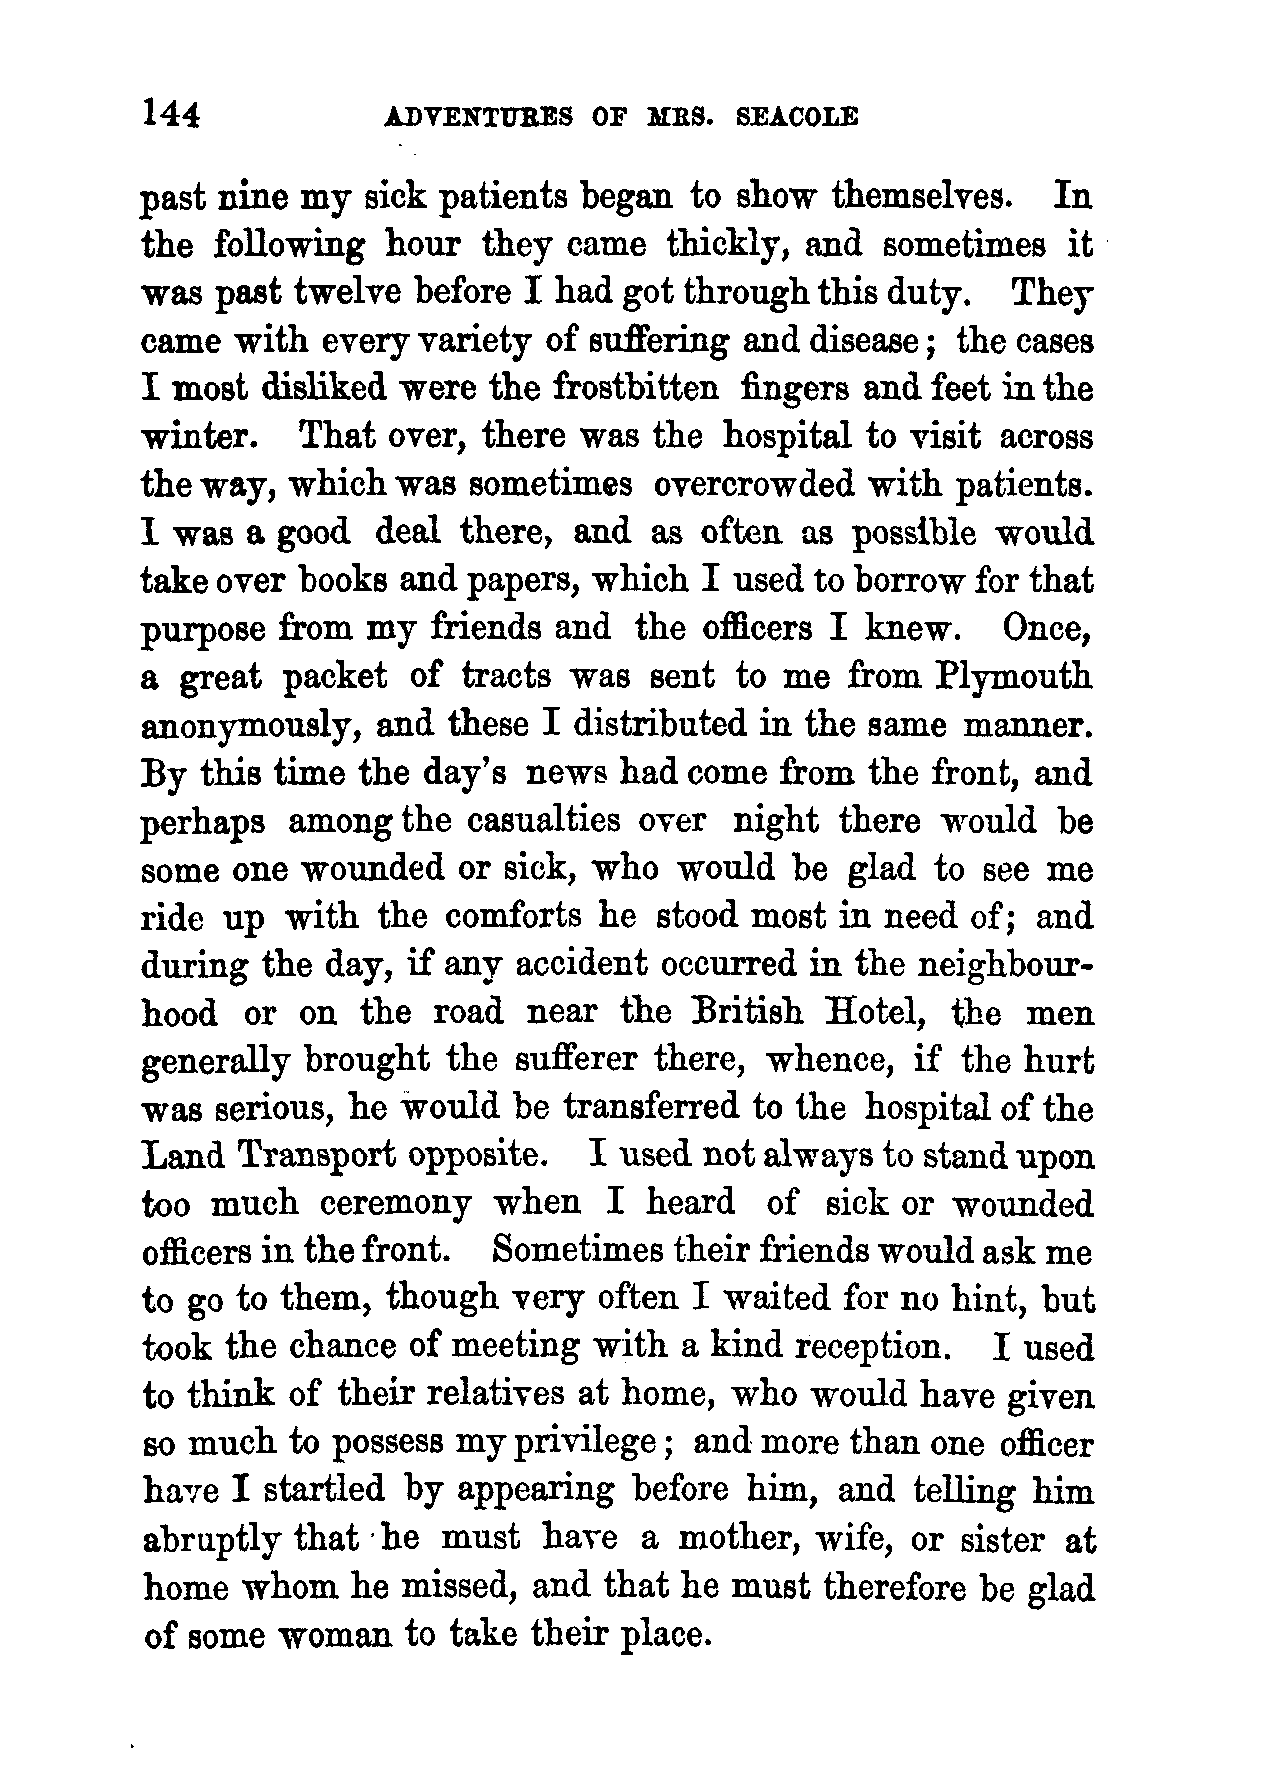 144 ADVENTURES OF MRS. SEACOLE
past nine my sick patients began to show themselves. In
the following hour they came thickly, and sometimes it
was past twelve before I had got through this duty. They
came with every variety of suffering and disease; the cases
I most disliked were the frostbitten fingers and feet in the
winter. That over, there was the hospital to visit across
the way, which was sometimes overcrowded with patients.
I was a good deal there, and as often as possible would
take over books and papers, which I used to borrow for that
purpose from my friends and the officers I knew. Once,
a great packet of tracts was sent to me from Plymouth
anonymously, and these I distributed in the same manner.
By this time the day's news had come from the front, and
perhaps among the casualties over night there would be
some one wounded or sick, who would be glad to see me
ride up with the comforts he stood most in need of; and
during the day, if any accident occurred in the neighbour-
hood or on the road near the British Hotel, the men
generally brought the sufferer there, whence, if the hurt
was serious, he would be transferred to the hospital of the
Land Transport opposite. I used not always to stand upon
too much ceremony when I heard of sick or wounded
officers in the front. Sometimes their friends would ask me
to go to them, though very often I waited for no hint, but
took the chance of meeting with a kind reception. I used
to think of their relatives at home, who would have given
so much to possess my privilege; and more than one officer
have I startled by appearing before him, and telling him
abruptly that he must have a mother, wife, or sister at
home whom he missed, and that he must therefore be glad
of some woman to take their place.